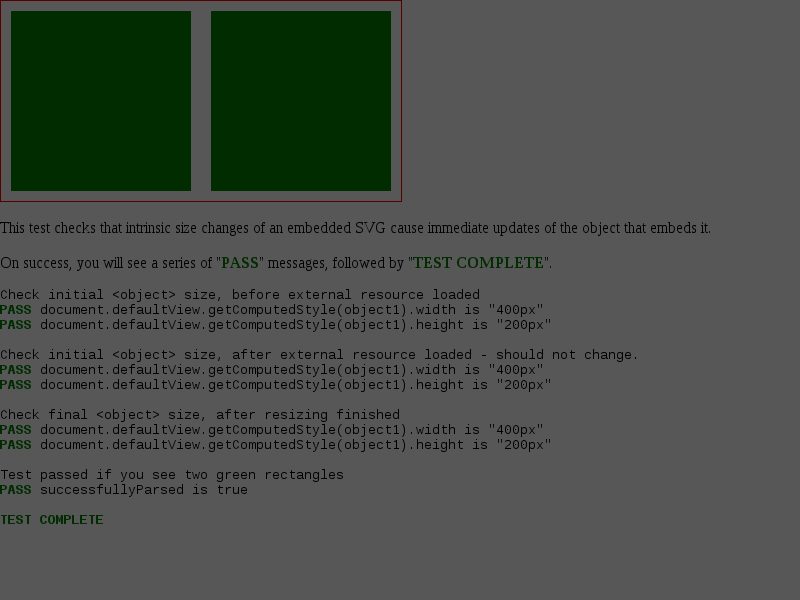 This test checks that intrinsic size changes of an embedded SVG cause immediate updates of the object that embeds it.
On success, you will see a series of "PASS" messages, followed by "TEST COMPLETE".
Check initial <object> size, before external resource loaded
PASS document.defaultView.getComputedStyle(object1).width is "400px"
PASS document.defaultView.getComputedStyle(object1).height is "200px"
Check initial <object> size, after external resource loaded - should not change.
PASS document.defaultView.getComputedStyle(object1).width is "400px"
PASS document.defaultView.getComputedStyle(object1).height is "200px"
Check final <object> size, after resizing finished
PASS document.defaultView.getComputedStyle(object1).width is "400px"
PASS document.defaultView.getComputedStyle(object1).height is "200px"
Test passed if you see two green rectangles
PASS successfullyParsed is true
TEST COMPLETE